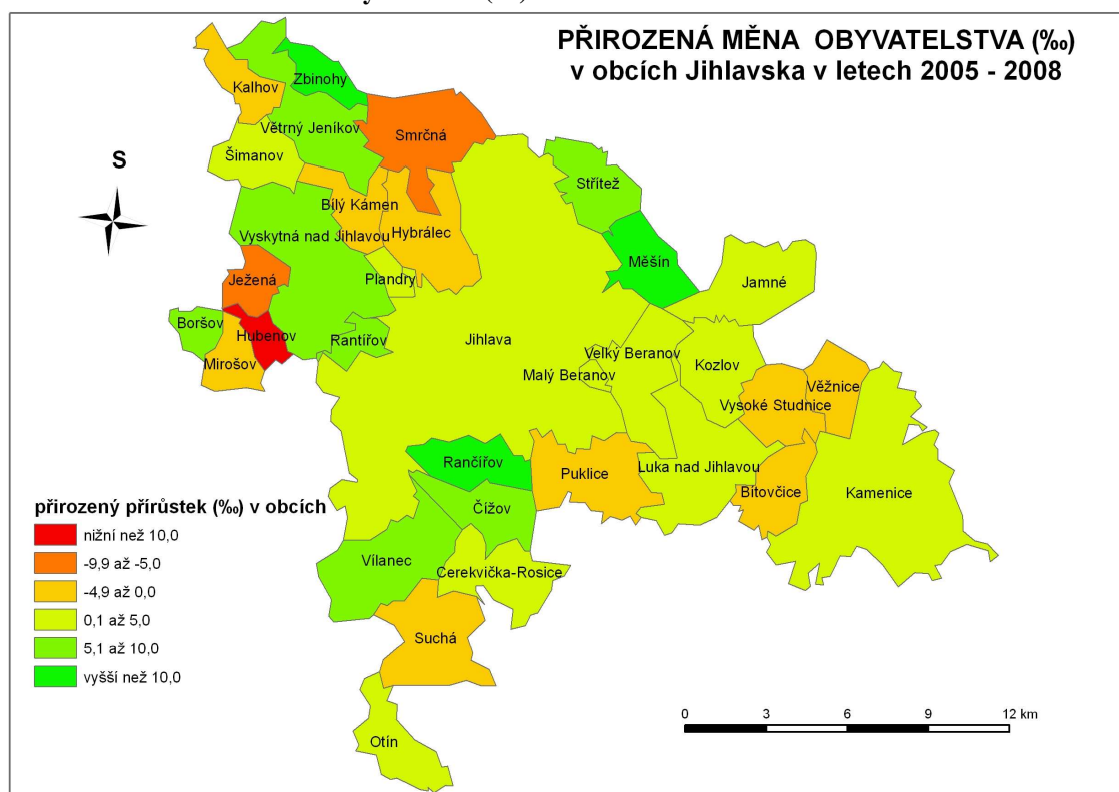 PŘIROZENÁ MĚNA OBYVATELSTVA (‰)
v obcích Jihlavska v letech 2005 - 2008
S
Zbinohy
Kalhov
Větrný Jeníkov
Smrčná
Šimanov
Střítež
Bílý Kámen
Hybrálec
Vyskytná nad Jihlavou
Měšín
Plandry
Ježená
Jamné
Boršov
Hubenov
Rantířov
Mirošov
Jihlava
Velký Beranov
Malý Beranov
Kozlov
Věžnice
Vysoké Studnice
Rančířov
Puklice
Luka nad Jihlavou
Bítovčice
Kamenice
Čížov
Vílanec
Cerekvička-Rosice
Suchá
Otín
přirozený přírůstek (‰) v obcích
nižní než 10,0
-9,9 až -5,0
-4,9 až 0,0
0,1 až 5,0
5,1 až 10,0
vyšší než 10,0
0 3 6 9 12 km